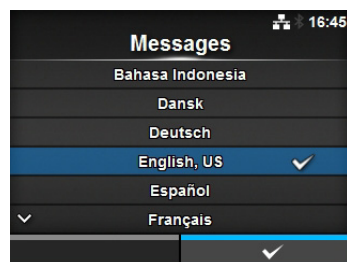 16:45
Messages
Bahasa Indonesia
Dansk
Deutsch
English, US
Español
Français